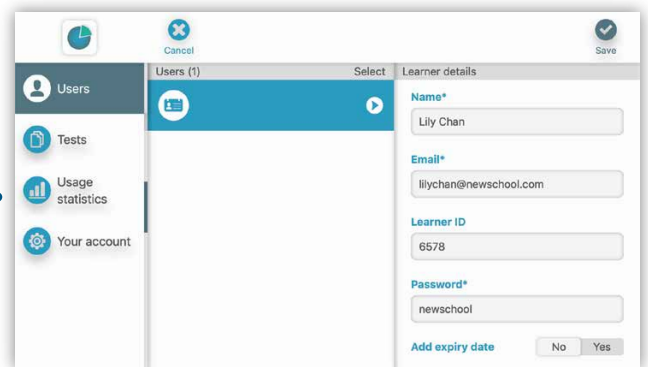 Cancel
Save
Users
Tests
Usage
statistics
Your account
Users (1) Select
Learner details
Name*
Lily Chan
Email*
lilychan@newschool.com
Learner ID
6578
Password*
newschool
Add expiry date No Yes